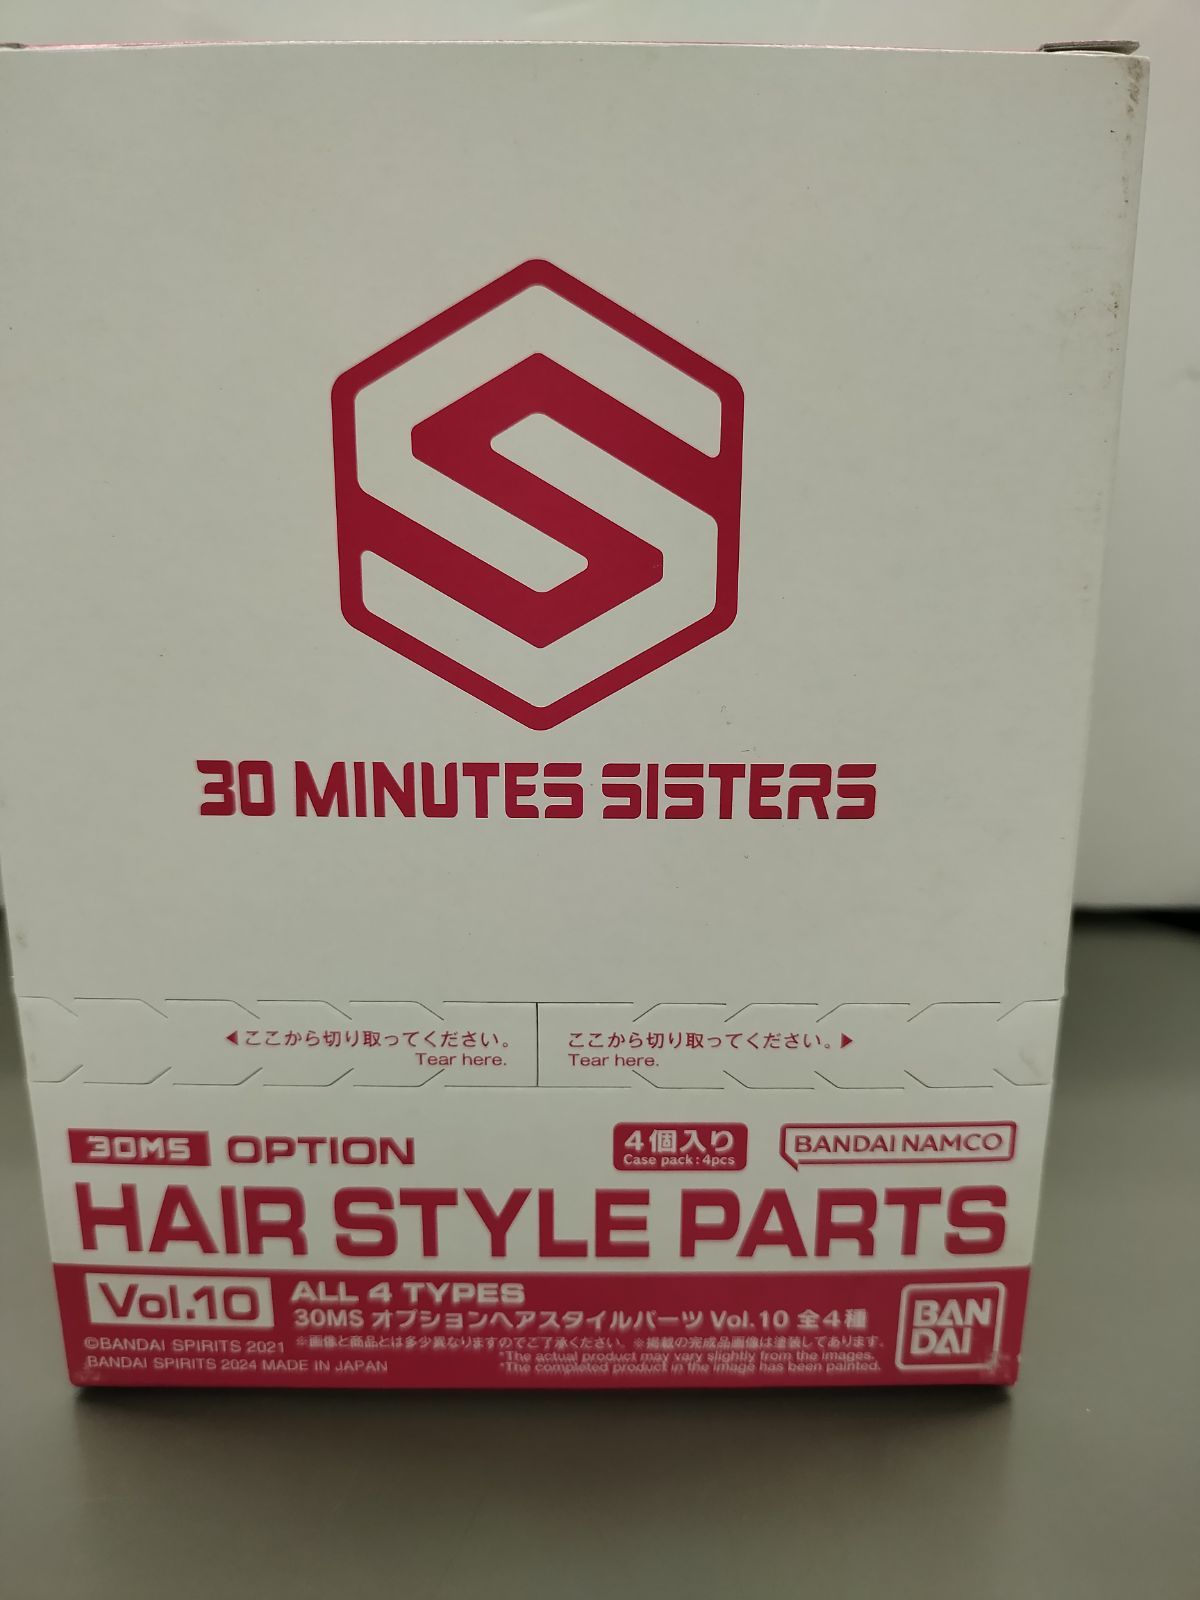 30 MINUTES SISTERS
◀ここから切り取ってください。
Tear here.
ここから切り取ってください。▶
Tear here.
30MS OPTION
4個入り
Case pack:4pcs
BANDAI NAMCO
HAIR STYLE PARTS
Vol.10
ALL 4 TYPES
30MS オプションヘアスタイルパーツ Vol.10 全4種
※画像と商品とは多少異なりますのでご了承ください。※掲載の完成品画像は塗装してあります。
*The actual product may vary slightly from the images.
*The completed product in the image has been painted.
©BANDAI SPIRITS 2021
BANDAI SPIRITS 2024 MADE IN JAPAN
BAN
DAI